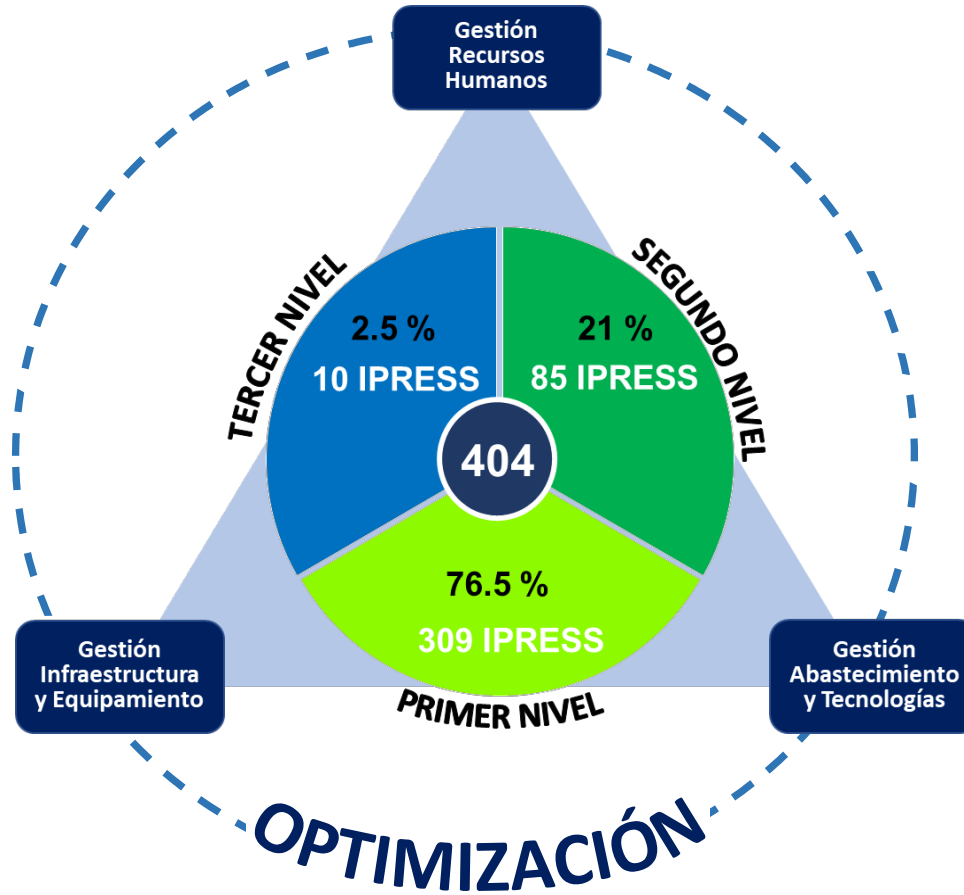 Gestión
Recursos
Humanos
TERCER NIVEL
SEGUNDO NIVEL
2.5 %
10 IPRESS
21 %
85 IPRESS
404
76.5 %
309 IPRESS
PRIMER NIVEL
Gestión
Infraestructura
y Equipamiento
Gestión
Abastecimiento
y Tecnologías
OPTIMIZACIÓN